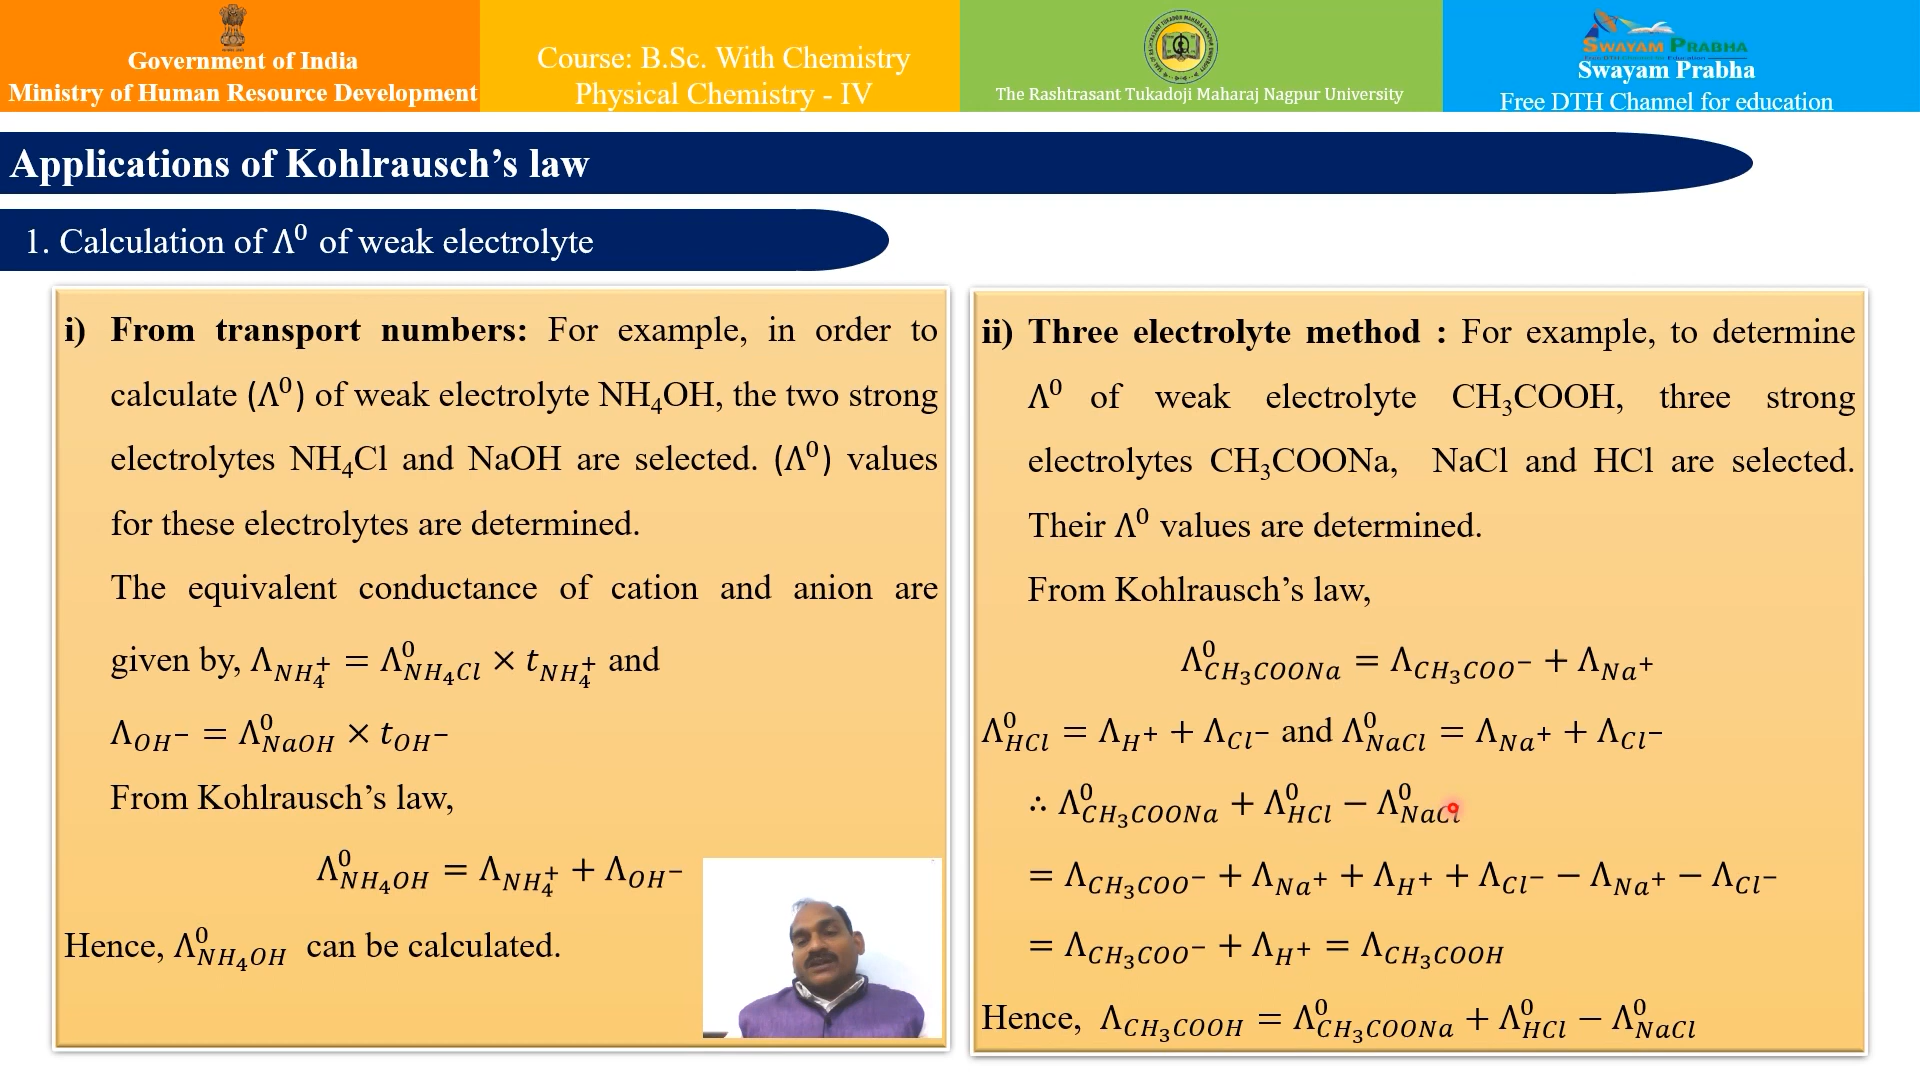 Government of India
Ministry of Human Resource Development
Course: B.Sc. With Chemistry
Physical Chemistry - IV
The Rashtrasant Tukadoji Maharaj Nagpur University
SWAYAM PRABHA
Swayam Prabha
Free DTH Channel for education
Applications of Kohlrausch’s law
1. Calculation of Λ⁰ of weak electrolyte
i) From transport numbers: For example, in order to
calculate (Λ⁰) of weak electrolyte NH₄OH, the two strong
electrolytes NH₄Cl and NaOH are selected. (Λ⁰) values
for these electrolytes are determined.
The equivalent conductance of cation and anion are
given by, Λ_{NH₄⁺} = Λ⁰_{NH₄Cl} × t_{NH₄⁺} and
Λ_{OH⁻} = Λ⁰_{NaOH} × t_{OH⁻}
From Kohlrausch’s law,
Λ⁰_{NH₄OH} = Λ_{NH₄⁺} + Λ_{OH⁻}
Hence, Λ⁰_{NH₄OH} can be calculated.
ii) Three electrolyte method : For example, to determine
Λ⁰ of weak electrolyte CH₃COOH, three strong
electrolytes CH₃COONa, NaCl and HCl are selected.
Their Λ⁰ values are determined.
From Kohlrausch’s law,
Λ⁰_{CH₃COONa} = Λ_{CH₃COO⁻} + Λ_{Na⁺}
Λ⁰_{HCl} = Λ_{H⁺} + Λ_{Cl⁻} and Λ⁰_{NaCl} = Λ_{Na⁺} + Λ_{Cl⁻}
∴ Λ⁰_{CH₃COONa} + Λ⁰_{HCl} − Λ⁰_{NaCl}
= Λ_{CH₃COO⁻} + Λ_{Na⁺} + Λ_{H⁺} + Λ_{Cl⁻} − Λ_{Na⁺} − Λ_{Cl⁻}
= Λ_{CH₃COO⁻} + Λ_{H⁺} = Λ_{CH₃COOH}
Hence, Λ_{CH₃COOH} = Λ⁰_{CH₃COONa} + Λ⁰_{HCl} − Λ⁰_{NaCl}